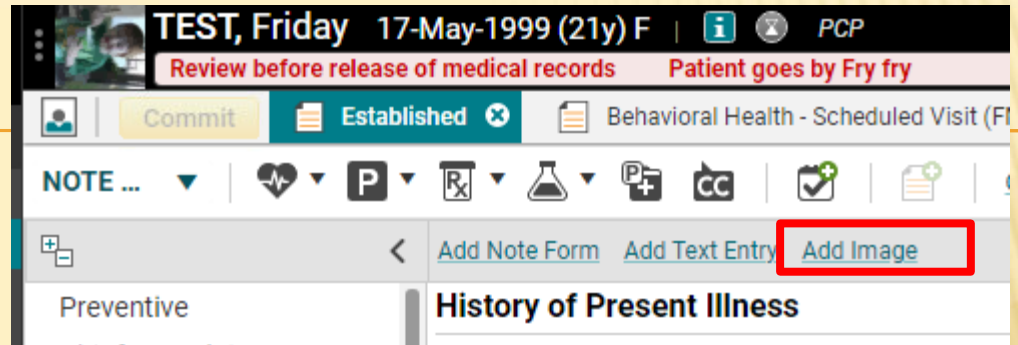 TEST, Friday 17-May-1999 (21y) F | i PCP
Review before release of medical records Patient goes by Fry fry
Commit Established Behavioral Health - Scheduled Visit
NOTE ... P Rx P CC
Add Note Form Add Text Entry Add Image
Preventive History of Present Illness